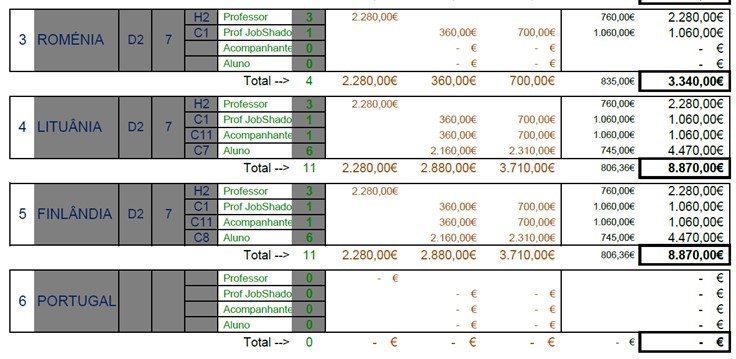 H2 Professor 3 2.280,00€ 760,00€ 2.280,00€
3 ROMÉNIA D2 7 C1 Prof JobShado 1 360,00€ 700,00€ 1.060,00€ 1.060,00€
Acompanhante 0 - € - € - €
Aluno 0 - € - € - €
Total --> 4 2.280,00€ 360,00€ 700,00€ 835,00€ 3.340,00€
H2 Professor 3 2.280,00€ 760,00€ 2.280,00€
4 LITUÂNIA D2 7 C1 Prof JobShado 1 360,00€ 700,00€ 1.060,00€ 1.060,00€
C11 Acompanhante 1 360,00€ 700,00€ 1.060,00€ 1.060,00€
C7 Aluno 6 2.160,00€ 2.310,00€ 745,00€ 4.470,00€
Total --> 11 2.280,00€ 2.880,00€ 3.710,00€ 806,36€ 8.870,00€
H2 Professor 3 2.280,00€ 760,00€ 2.280,00€
5 FINLÂNDIA D2 7 C1 Prof JobShado 1 360,00€ 700,00€ 1.060,00€ 1.060,00€
C11 Acompanhante 1 360,00€ 700,00€ 1.060,00€ 1.060,00€
C8 Aluno 6 2.160,00€ 2.310,00€ 745,00€ 4.470,00€
Total --> 11 2.280,00€ 2.880,00€ 3.710,00€ 806,36€ 8.870,00€
Professor 0 - € - €
6 PORTUGAL Prof JobShado 0 - € - € - €
Acompanhante 0 - € - € - €
Aluno 0 - € - € - €
Total --> 0 - € - € - € - € - €